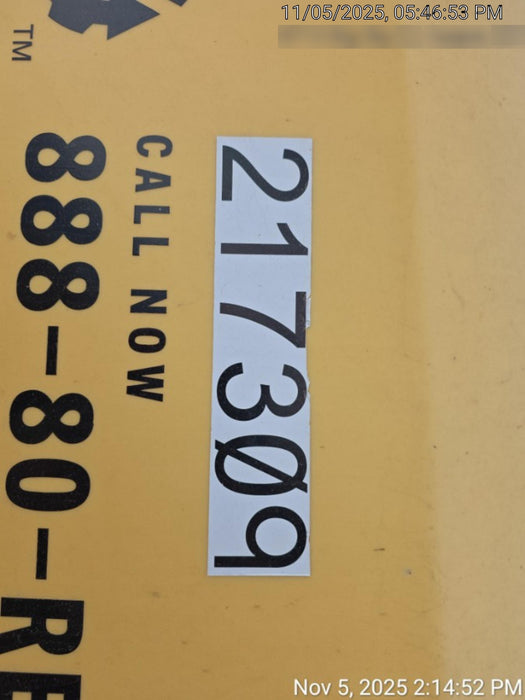 11/05/2025, 05:46:53 PM
TM
217309
CALL NOW
888-80-RE
Nov 5, 2025 2:14:52 PM